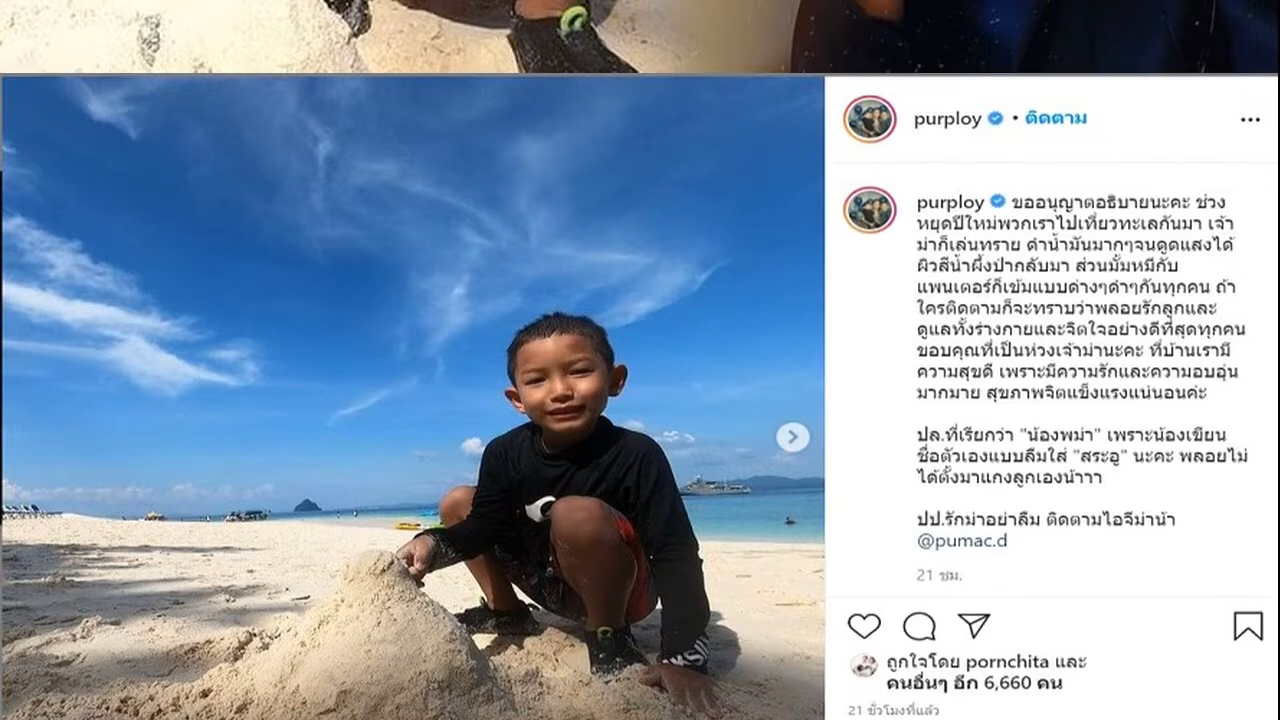 purploy • ติดตาม
purploy ขออนุญาตอธิบายนะคะ ช่วง
หยุดปีใหม่พวกเราไปเที่ยวทะเลกันมา เจ้า
ม่าก็เล่นทราย ดำน้ำมันมากๆจนดูดแสงได้
ผิวสีน้ำผึ้งป่ากลับมา ส่วนมั้มหมีกับ
แพนเตอร์ก็เข้มแบบด่างๆดำๆกันทุกคน ถ้า
ใครติดตามก็จะทราบว่าพลอยรักลูกและ
ดูแลทั้งร่างกายและจิตใจอย่างดีที่สุดทุกคน
ขอบคุณที่เป็นห่วงเจ้าม่านะคะ ที่บ้านเรามี
ความสุขดี เพราะมีความรักและความอบอุ่น
มากมาย สุขภาพจิตแข็งแรงแน่นอนค่ะ
ปล.ที่เรียกว่า "น้องพม่า" เพราะน้องเขียน
ชื่อตัวเองแบบลืมใส่ "สระอู" นะคะ พลอยไม่
ได้ตั้งมาแกงลูกเองน้าาา
ปป.รักม่าอย่าลืม ติดตามไอจีม่าน้า
@pumac.d
21 ชม.
ถูกใจโดย pornchita และ
คนอื่นๆ อีก 6,660 คน
21 ชั่วโมงที่แล้ว